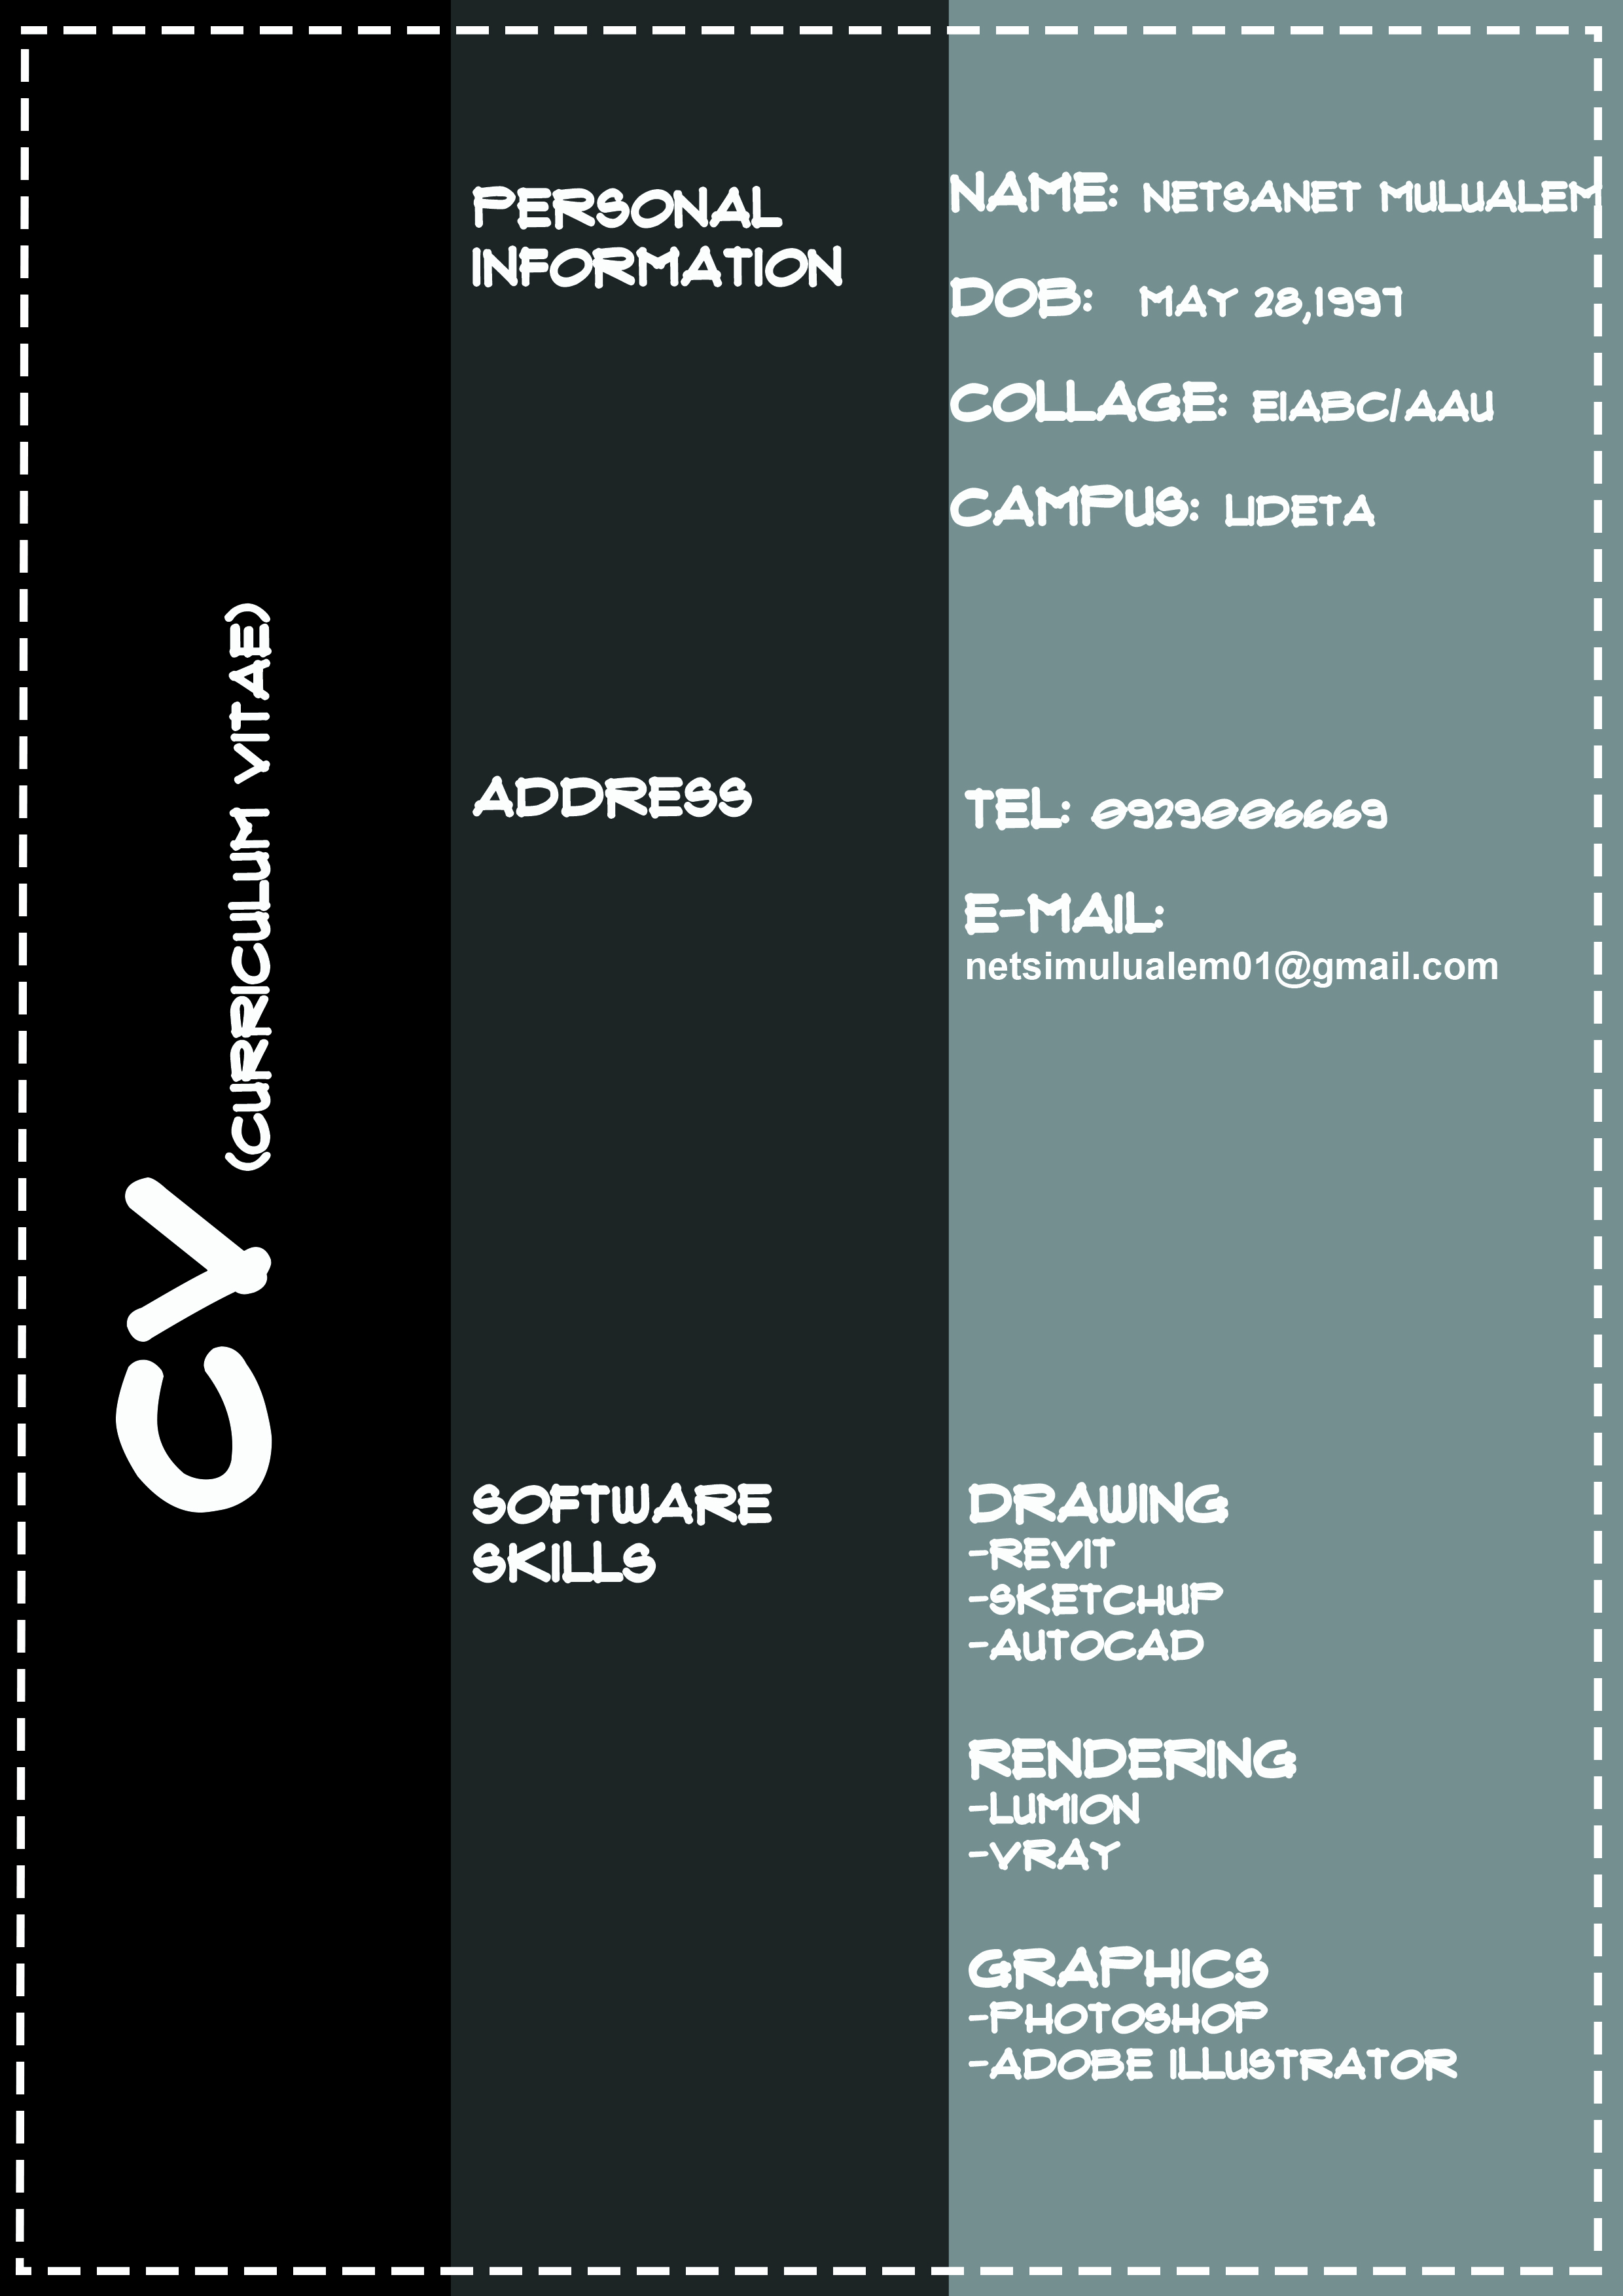 CV (CURRICULUM VITAE)
PERSONAL
INFORMATION
NAME: NETSANET MULUALEM
DOB: MAY 28,1997
COLLAGE: EIABC/AAU
CAMPUS: LIDETA
ADDRESS
TEL: 0929006669
E-MAIL:
netsimulualem01@gmail.com
SOFTWARE
SKILLS
DRAWING
-REVIT
-SKETCHUP
-AUTOCAD
RENDERING
-LUMION
-VRAY
GRAPHICS
-PHOTOSHOP
-ADOBE ILLUSTRATOR